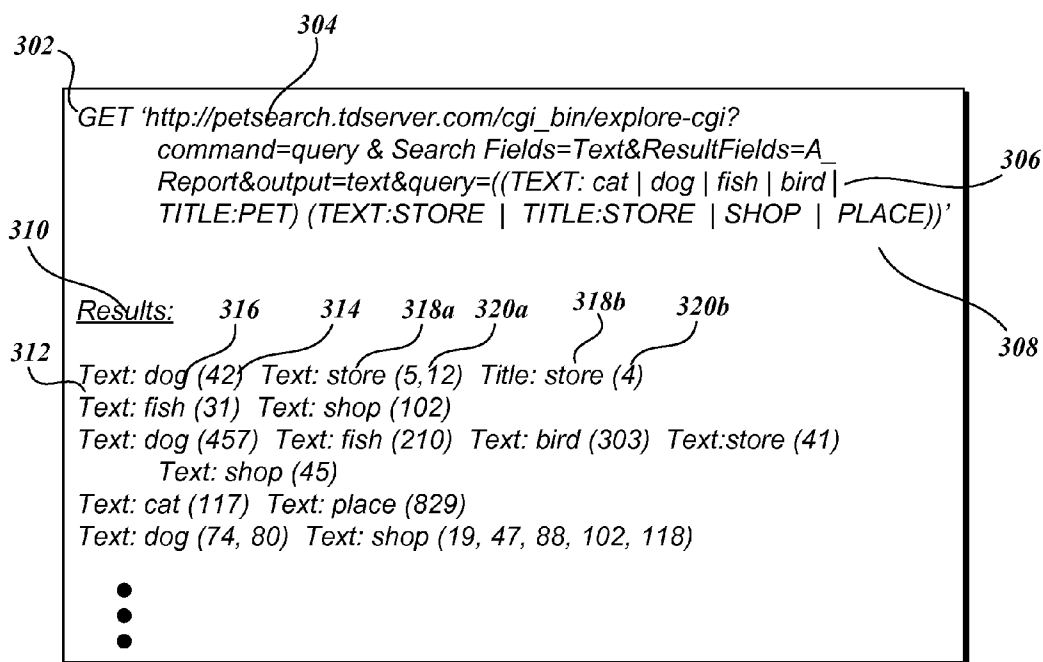 304
302
GET ‘http://petsearch.tdserver.com/cgi_bin/explore-cgi?
command=query & Search Fields=Text&ResultFields=A_
Report&output=text&query=((TEXT: cat | dog | fish | bird |
306
TITLE:PET) (TEXT:STORE | TITLE:STORE | SHOP | PLACE))’
310
308
Results:
316 314 318a 320a 318b 320b
312
Text: dog (42) Text: store (5,12) Title: store (4)
Text: fish (31) Text: shop (102)
Text: dog (457) Text: fish (210) Text: bird (303) Text:store (41)
Text: shop (45)
Text: cat (117) Text: place (829)
Text: dog (74, 80) Text: shop (19, 47, 88, 102, 118)